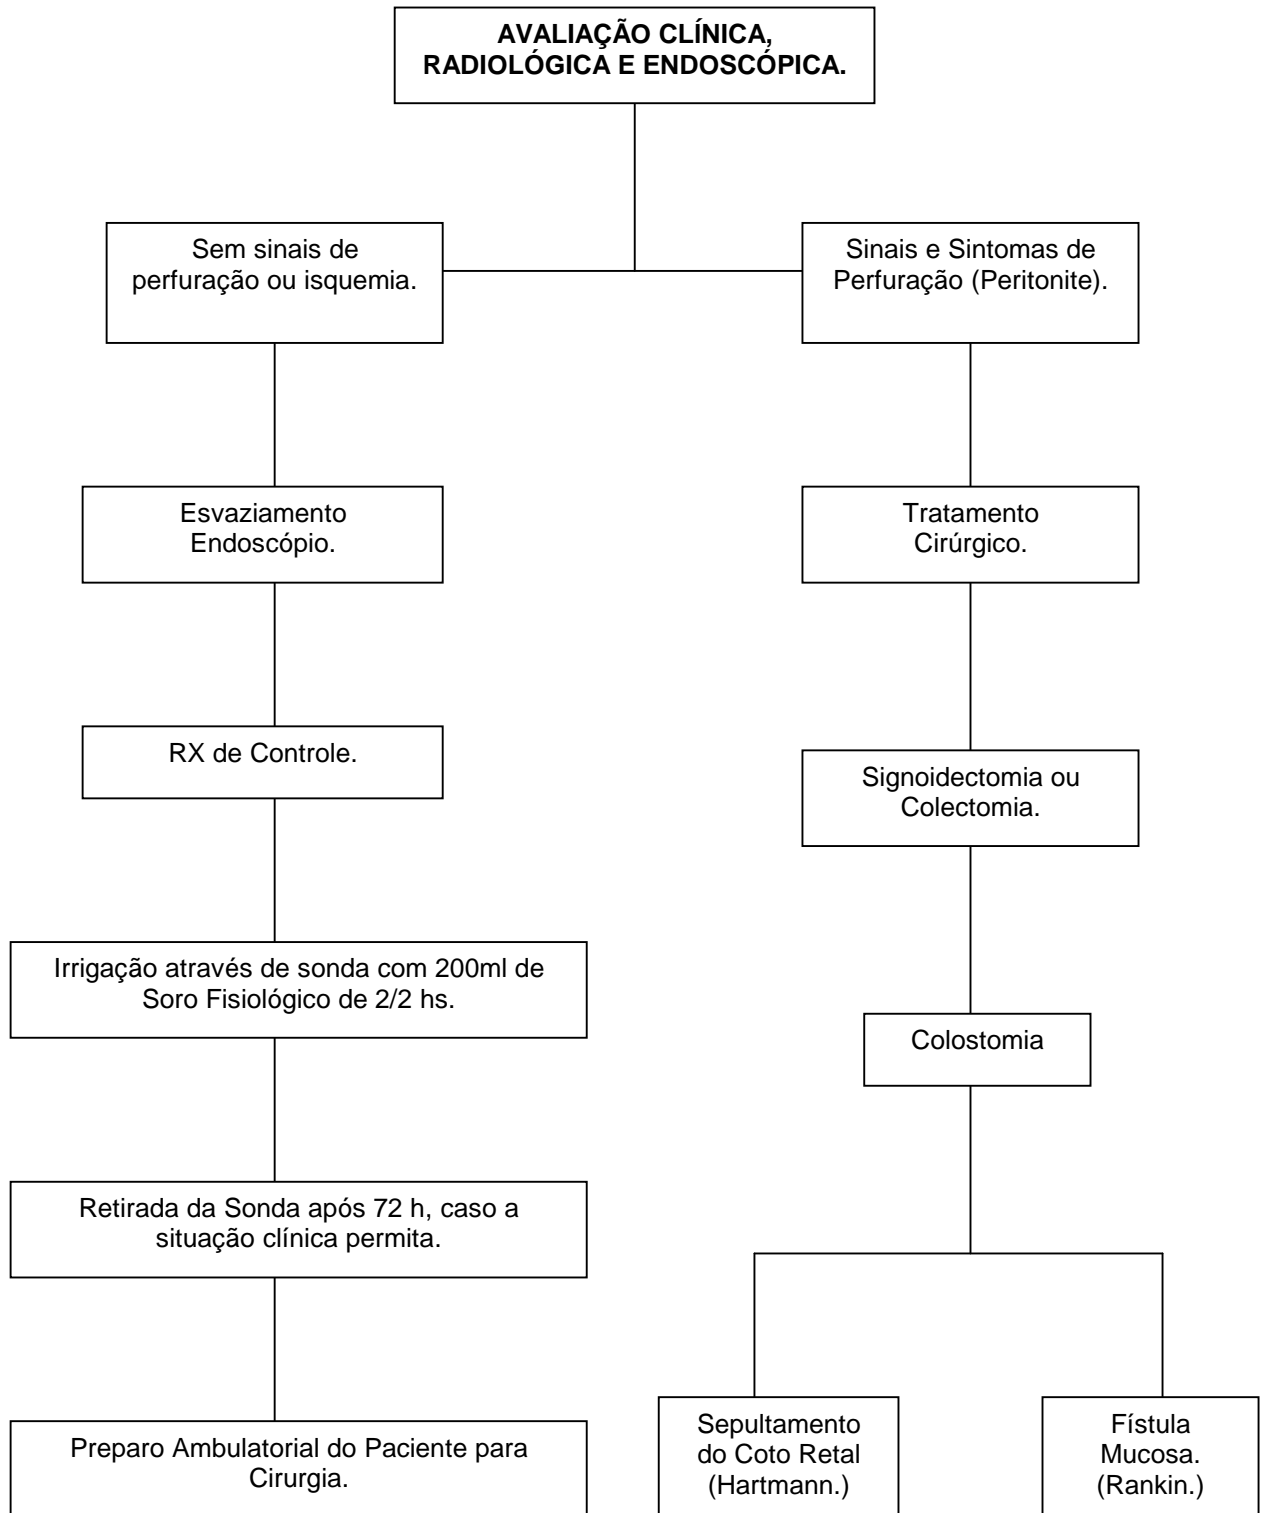 AVALIAÇÃO CLÍNICA,
RADIOLÓGICA E ENDOSCÓPICA.
Sem sinais de
perfuração ou isquemia.
Sinais e Sintomas de
Perfuração (Peritonite).
Esvaziamento
Endoscópio.
Tratamento
Cirúrgico.
RX de Controle.
Signoidectomia ou
Colectomia.
Irrigação através de sonda com 200ml de
Soro Fisiológico de 2/2 hs.
Colostomia
Retirada da Sonda após 72 h, caso a
situação clínica permita.
Preparo Ambulatorial do Paciente para
Cirurgia.
Sepultamento
do Coto Retal
(Hartmann.)
Fístula
Mucosa.
(Rankin.)